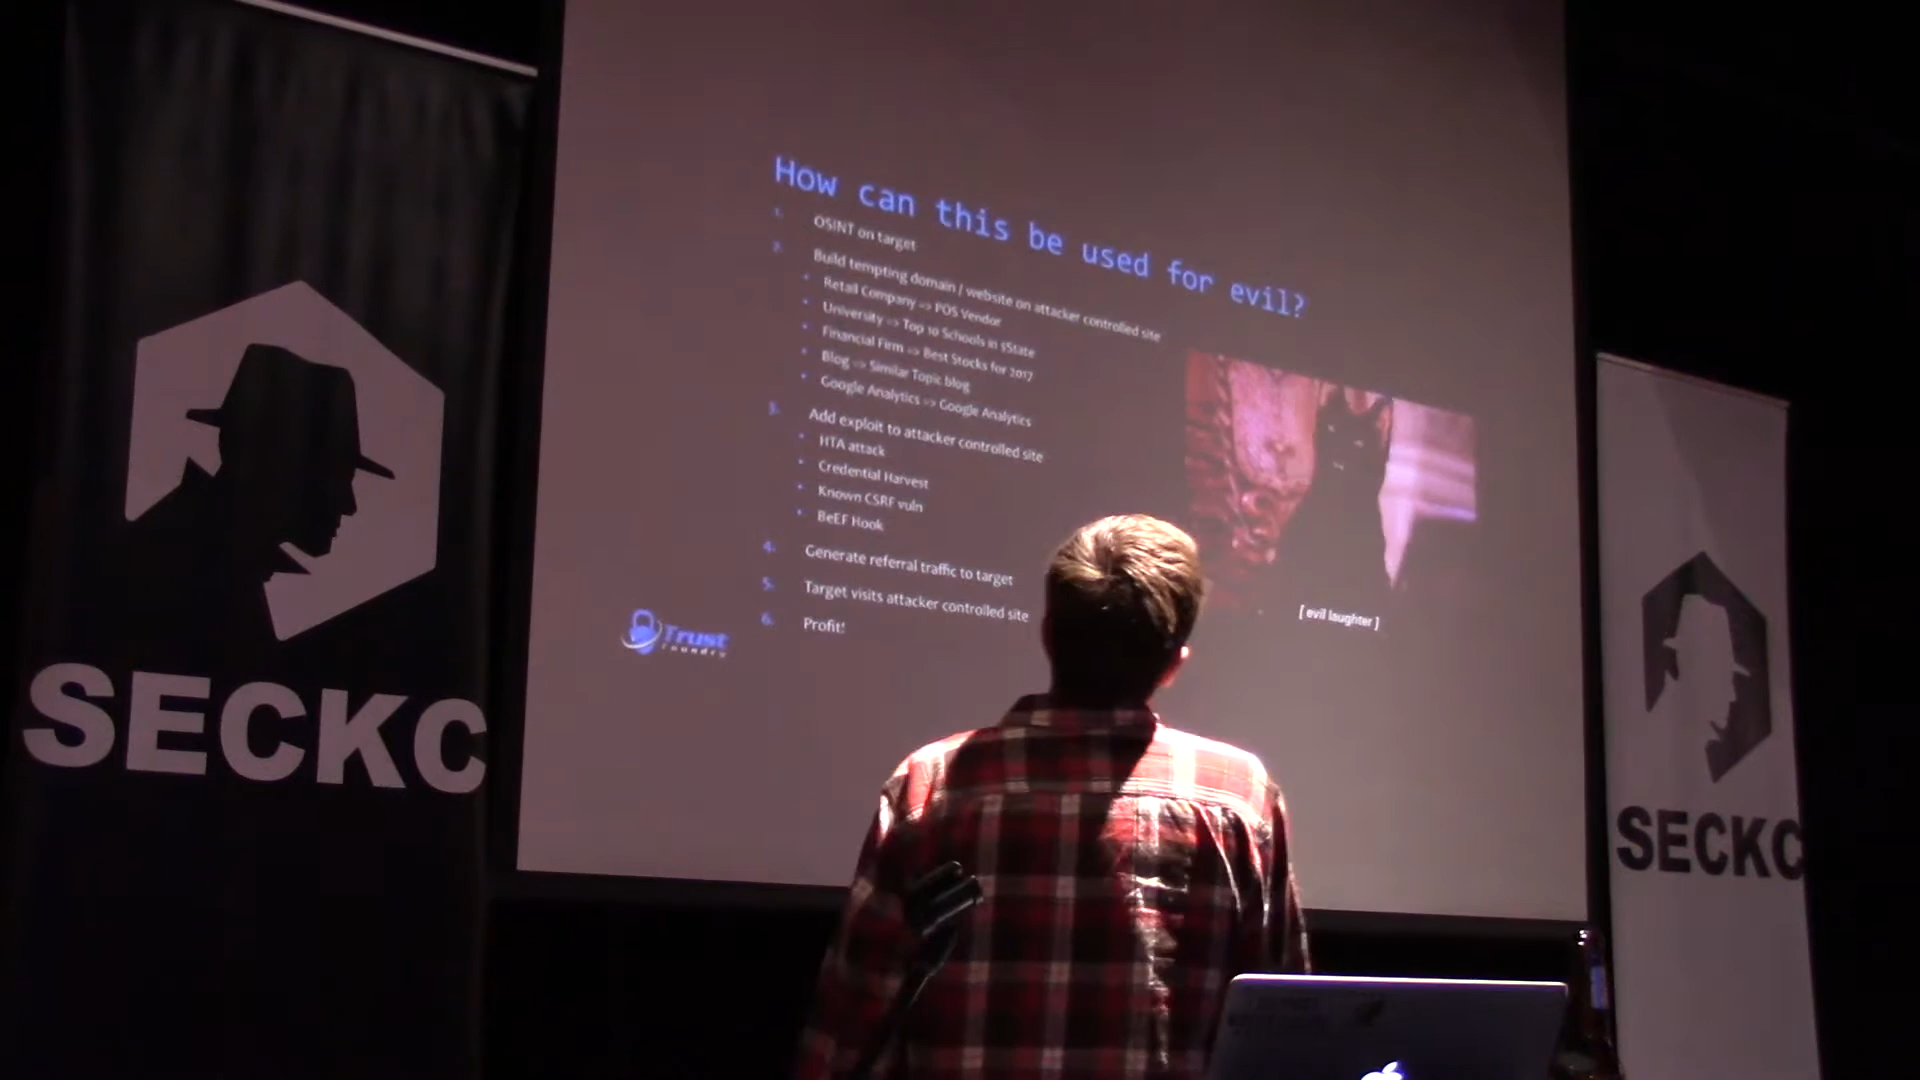 How can this be used for evil?
1. OSINT on target
2. Build tempting domain / website on attacker controlled site
• Retail Company => POS Vendor
• University => Top 10 Schools in $State
• Financial Firm => Best Stocks for 2017
• Blog => Similar Topic blog
• Google Analytics => Google Analytics
3. Add exploit to attacker controlled site
• HTA attack
• Credential Harvest
• Known CSRF vuln
• BeEF Hook
4. Generate referral traffic to target
5. Target visits attacker controlled site
6. Profit!
[ evil laughter ]
Trust
Foundry
SECKC
SECKC